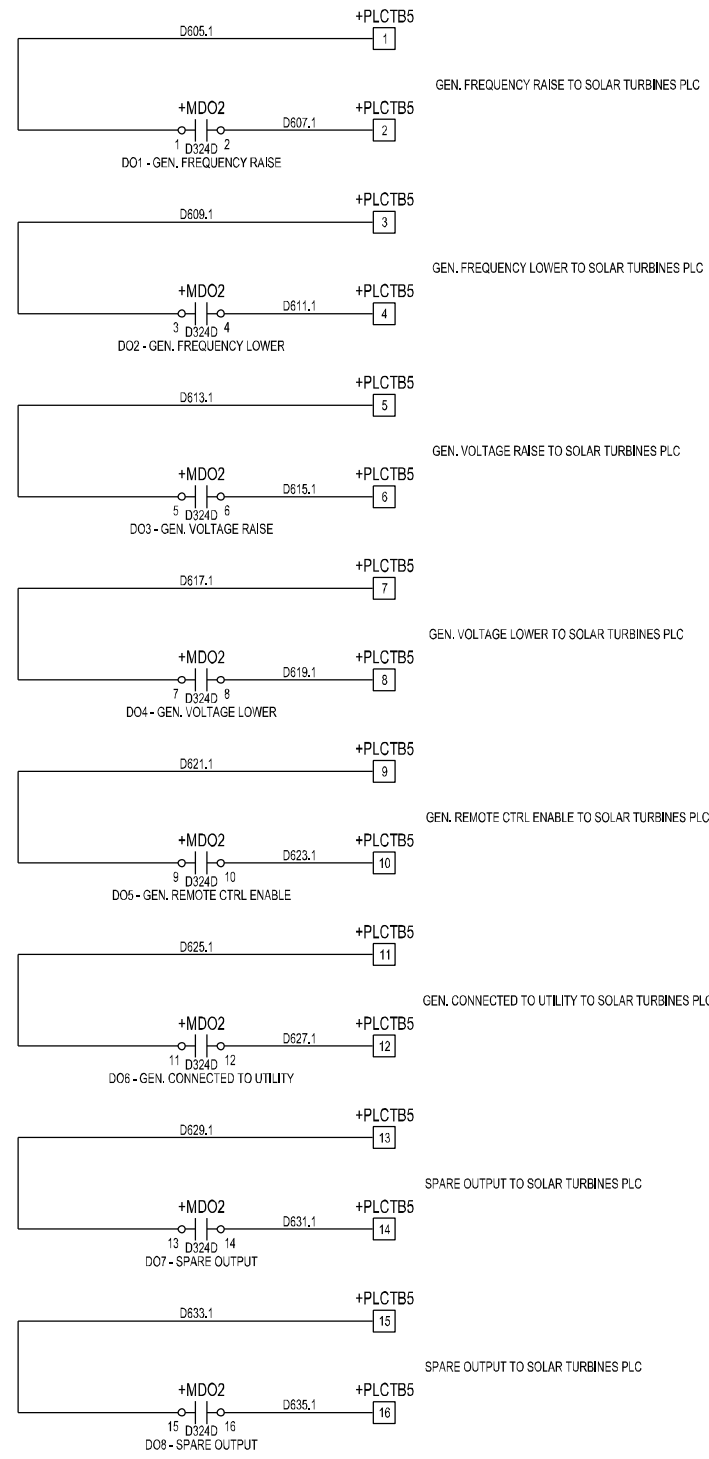 +PLCTB5
D605.1
1
GEN. FREQUENCY RAISE TO SOLAR TURBINES PLC
+MDO2 +PLCTB5
D607.1
1 D324D 2 2
DO1 - GEN. FREQUENCY RAISE
+PLCTB5
D609.1
3
GEN. FREQUENCY LOWER TO SOLAR TURBINES PLC
+MDO2 +PLCTB5
D611.1
3 D324D 4 4
DO2 - GEN. FREQUENCY LOWER
+PLCTB5
D613.1
5
GEN. VOLTAGE RAISE TO SOLAR TURBINES PLC
+MDO2 +PLCTB5
D615.1
5 D324D 6 6
DO3 - GEN. VOLTAGE RAISE
+PLCTB5
D617.1
7
GEN. VOLTAGE LOWER TO SOLAR TURBINES PLC
+MDO2 +PLCTB5
D619.1
7 D324D 8 8
DO4 - GEN. VOLTAGE LOWER
+PLCTB5
D621.1
9
GEN. REMOTE CTRL ENABLE TO SOLAR TURBINES PLC
+MDO2 +PLCTB5
D623.1
9 D324D 10 10
DO5 - GEN. REMOTE CTRL ENABLE
+PLCTB5
D625.1
11
GEN. CONNECTED TO UTILITY TO SOLAR TURBINES PLC
+MDO2 +PLCTB5
D627.1
11 D324D 12 12
DO6 - GEN. CONNECTED TO UTILITY
+PLCTB5
D629.1
13
SPARE OUTPUT TO SOLAR TURBINES PLC
+MDO2 +PLCTB5
D631.1
13 D324D 14 14
DO7 - SPARE OUTPUT
+PLCTB5
D633.1
15
SPARE OUTPUT TO SOLAR TURBINES PLC
+MDO2 +PLCTB5
D635.1
15 D324D 16 16
DO8 - SPARE OUTPUT